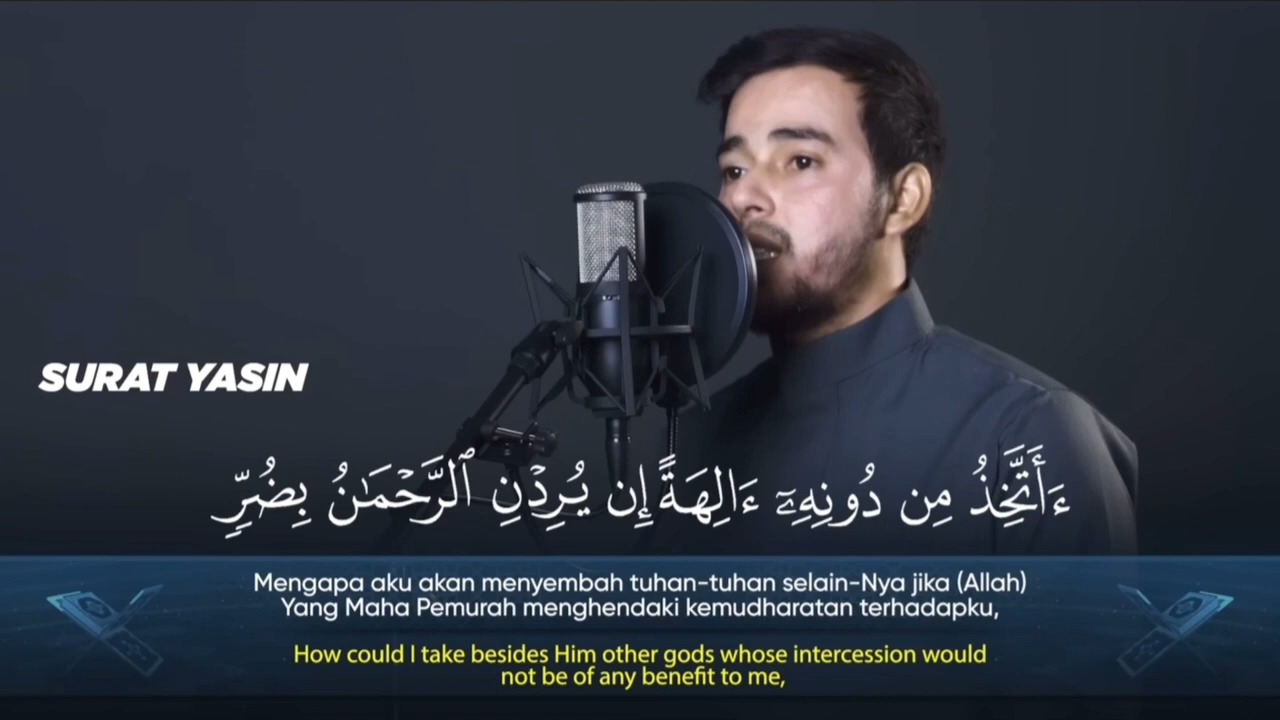 SURAT YASIN
ءَأَتَّخِذُ مِن دُونِهِۦٓ ءَالِهَةً إِن يُرِدْنِ ٱلرَّحْمَـٰنُ بِضُرٍّ
Mengapa aku akan menyembah tuhan-tuhan selain-Nya jika (Allah)
Yang Maha Pemurah menghendaki kemudharatan terhadapku,
How could I take besides Him other gods whose intercession would
not be of any benefit to me,